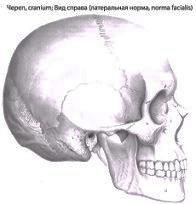 Череп, cranium; Вид справа (латеральная норма, norma facialis)